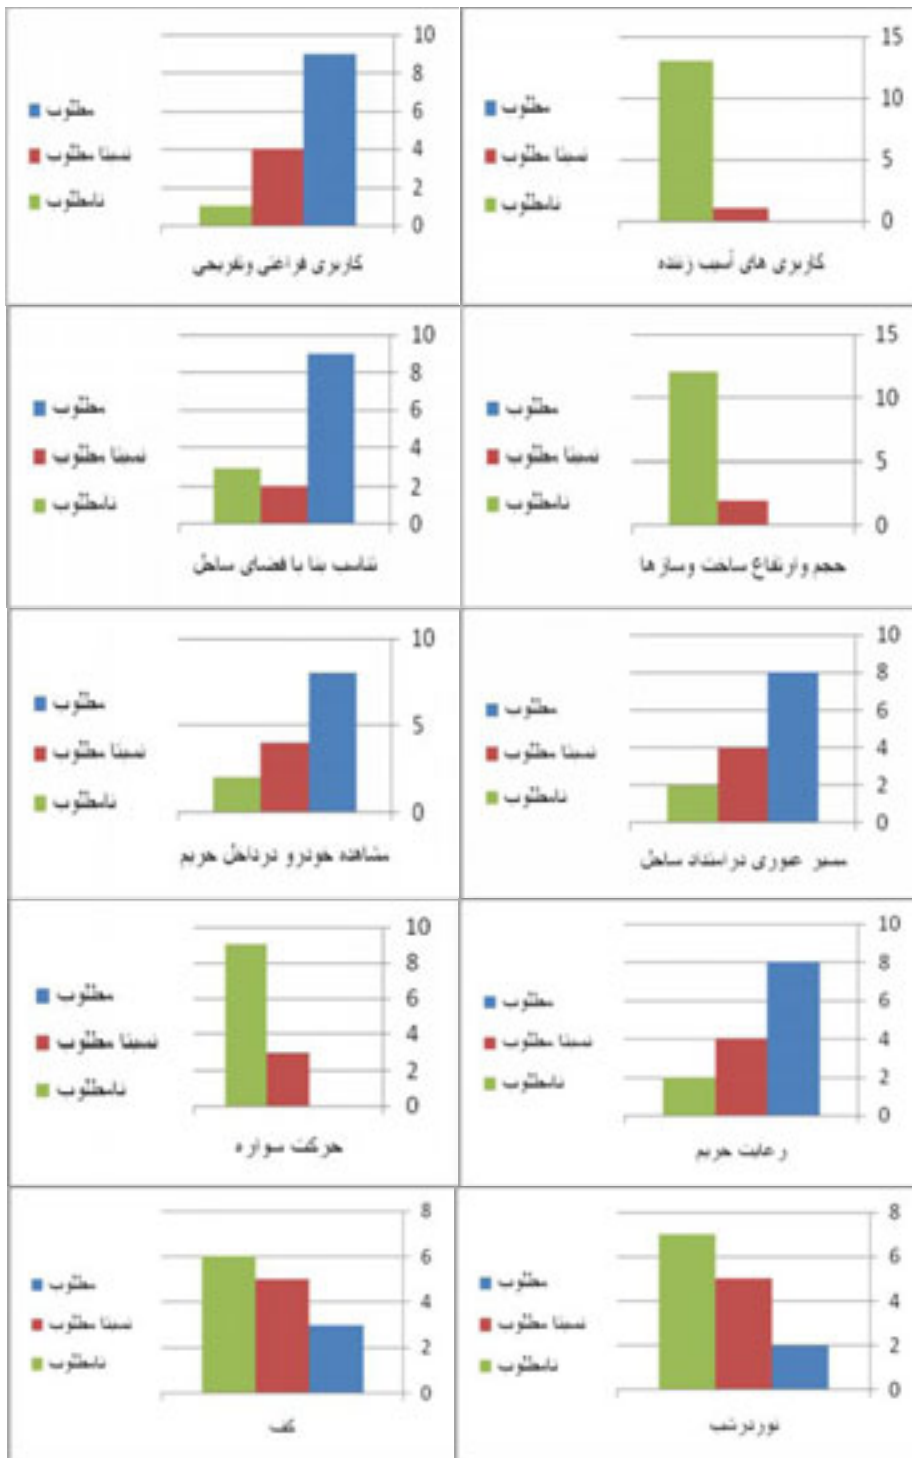 10
8
6
4
2
0
مطلوب
نسبتا مطلوب
نامطلوب
کاربری فراغتی وتفریحی
15
10
5
0
مطلوب
نسبتا مطلوب
نامطلوب
کاربری های آسیب زننده
10
8
6
4
2
0
مطلوب
نسبتا مطلوب
نامطلوب
تناسب بنا با فضای ساحل
15
10
5
0
مطلوب
نسبتا مطلوب
نامطلوب
حجم وارتفاع ساخت وسازها
10
5
0
مطلوب
نسبتا مطلوب
نامطلوب
مشاهده خودرو درداخل حریم
10
8
6
4
2
0
مطلوب
نسبتا مطلوب
نامطلوب
مسیر عبوری درامتداد ساحل
10
8
6
4
2
0
مطلوب
نسبتا مطلوب
نامطلوب
حرکت سواره
10
8
6
4
2
0
مطلوب
نسبتا مطلوب
نامطلوب
رعایت حریم
8
6
4
2
0
مطلوب
نسبتا مطلوب
نامطلوب
کف
8
6
4
2
0
مطلوب
نسبتا مطلوب
نامطلوب
نوردرشب